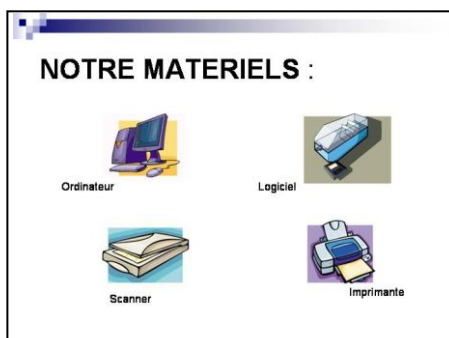 NOTRE MATERIELS :
Ordinateur
Logiciel
Scanner
Imprimante